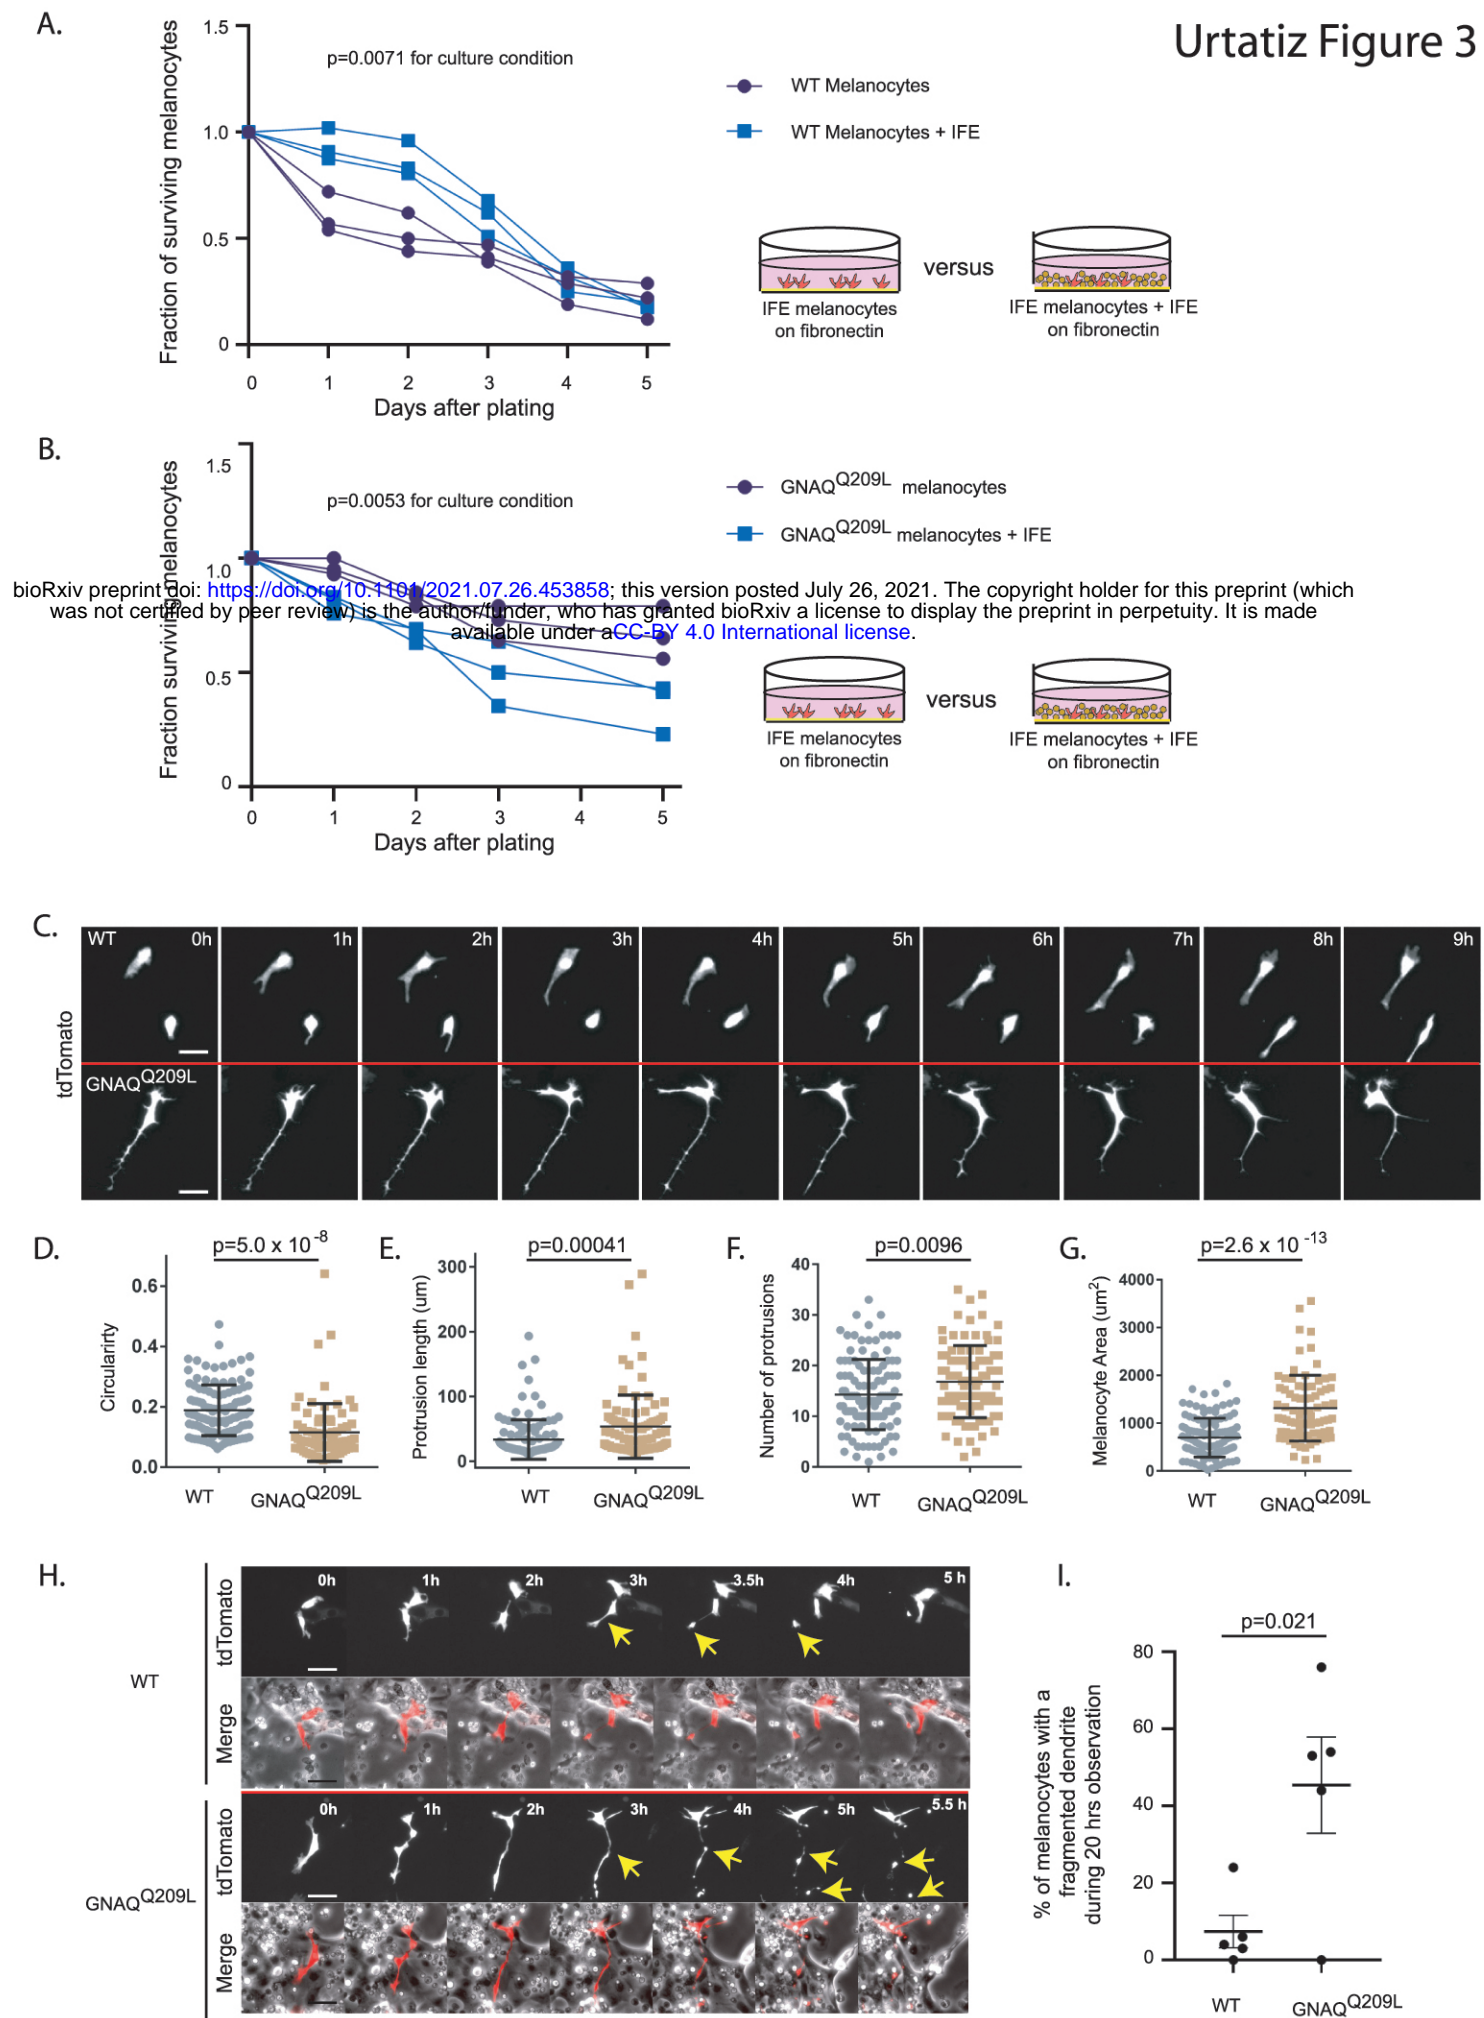 Urtatiz Figure 3
A.
Fraction of surviving melanocytes
1.5
1.0
0.5
0
p=0.0071 for culture condition
0 1 2 3 4 5
Days after plating
WT Melanocytes
WT Melanocytes + IFE
versus
IFE melanocytes
on fibronectin
IFE melanocytes + IFE
on fibronectin
B.
Fraction surviving melanocytes
1.5
1.0
0.5
0
p=0.0053 for culture condition
0 1 2 3 4 5
Days after plating
GNAQQ209L melanocytes
GNAQQ209L melanocytes + IFE
bioRxiv preprint doi: https://doi.org/10.1101/2021.07.26.453858; this version posted July 26, 2021. The copyright holder for this preprint (which
was not certified by peer review) is the author/funder, who has granted bioRxiv a license to display the preprint in perpetuity. It is made
available under aCC-BY 4.0 International license.
versus
IFE melanocytes
on fibronectin
IFE melanocytes + IFE
on fibronectin
C.
tdTomato
WT 0h 1h 2h 3h 4h 5h 6h 7h 8h 9h
GNAQQ209L
D.
p=5.0 x 10 -8
Circularirty
0.6
0.4
0.2
0.0
WT GNAQQ209L
E.
p=0.00041
Protrusion length (um)
300
200
100
0
WT GNAQQ209L
F.
p=0.0096
Number of protrusions
40
30
20
10
0
WT GNAQQ209L
G.
p=2.6 x 10 -13
Melanocyte Area (um2)
4000
3000
2000
1000
0
WT GNAQQ209L
H.
WT
tdTomato
0h 1h 2h 3h 3.5h 4h 5 h
Merge
GNAQQ209L
tdTomato
0h 1h 2h 3h 4h 5h 5.5 h
Merge
I.
p=0.021
% of melanocytes with a
fragmented dendrite
during 20 hrs observation
80
60
40
20
0
WT GNAQQ209L